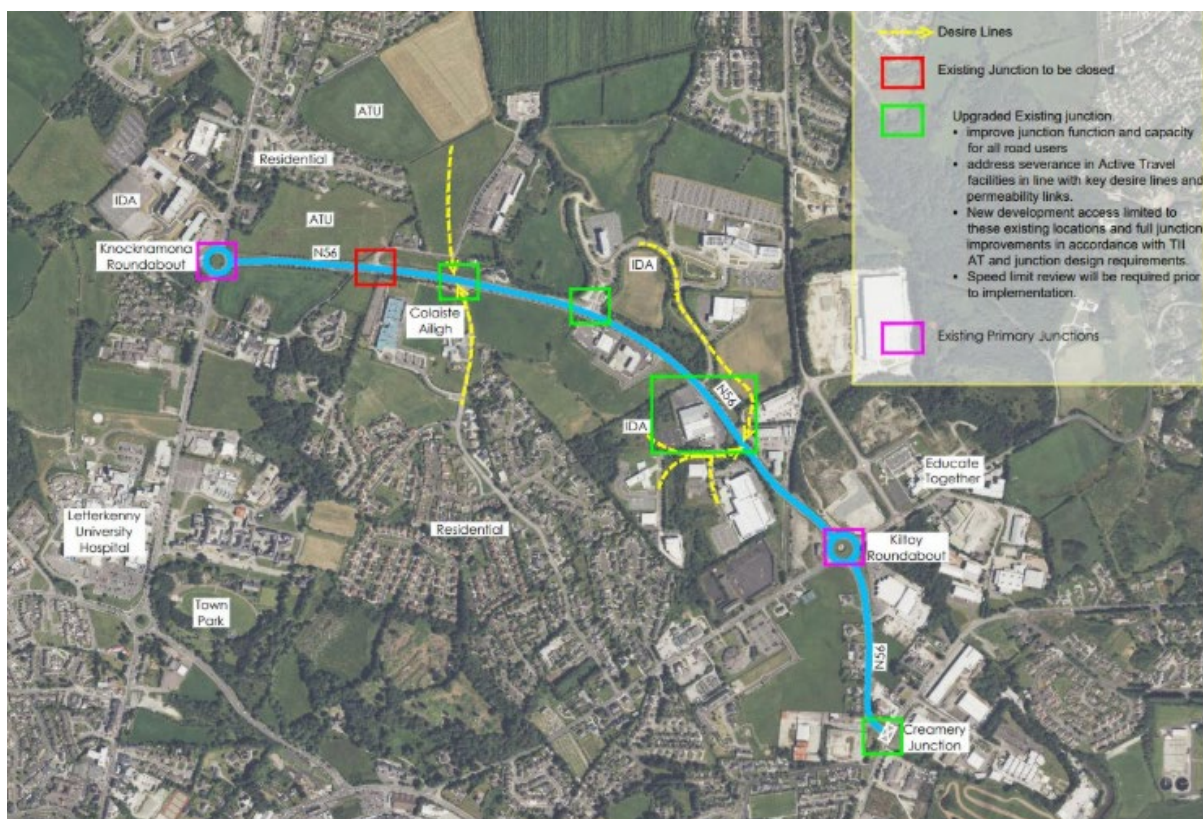 Desire Lines
Existing Junction to be closed
Upgraded Existing junction
• improve junction function and capacity
for all road users
• address severance in Active Travel
facilities in line with key desire lines and
permeability links.
• New development access limited to
these existing locations and full junction
improvements in accordance with TII
AT and junction design requirements.
• Speed limit review will be required prior
to implementation.
Existing Primary Junctions
ATU
Residential
IDA
ATU
Knocknamona
Roundabout
N56
IDA
Colaiste
Ailigh
N56
IDA
Educate
Together
Letterkenny
University
Hospital
Residential
Kiltoy
Roundabout
Town
Park
N56
Creamery
Junction